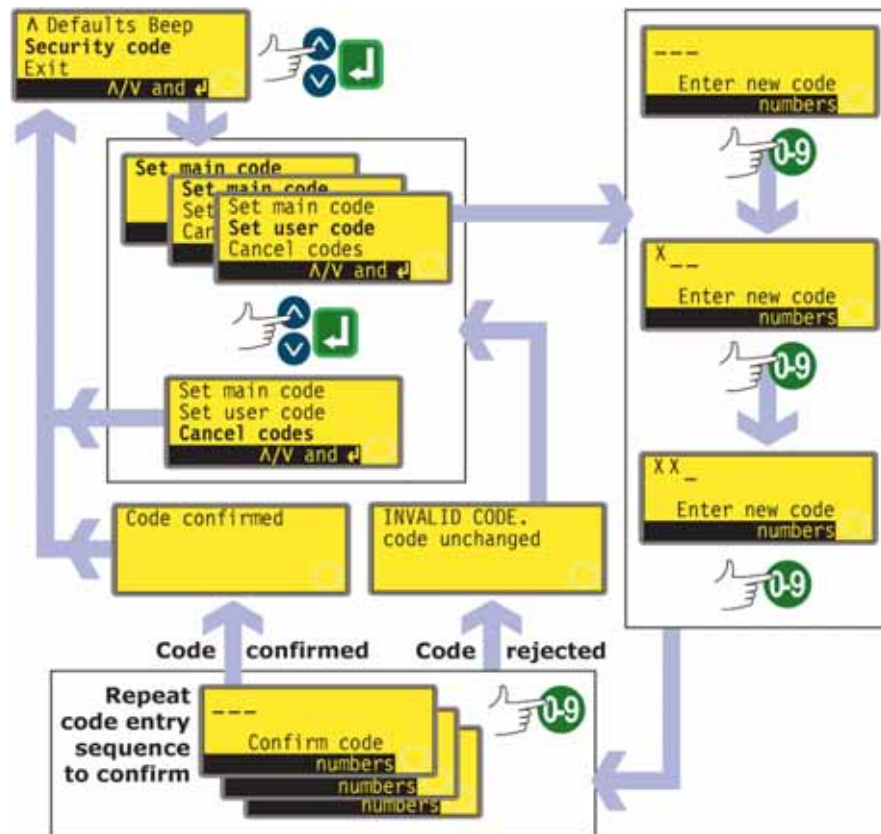 ∧ Defaults Beep
Security code
Exit
∧/∨ and ↵
Set main code
Set main code
Set
Can
Set main code
Set user code
Cancel codes
∧/∨ and ↵
Set main code
Set user code
Cancel codes
∧/∨ and ↵
_ _ _
Enter new code
numbers
0-9
X _ _
Enter new code
numbers
0-9
X X _
Enter new code
numbers
0-9
Code confirmed
INVALID CODE.
code unchanged
Code confirmed
Code rejected
Repeat
code entry
sequence
to confirm
_ _ _
Confirm code
numbers
numbers
numbers
0-9